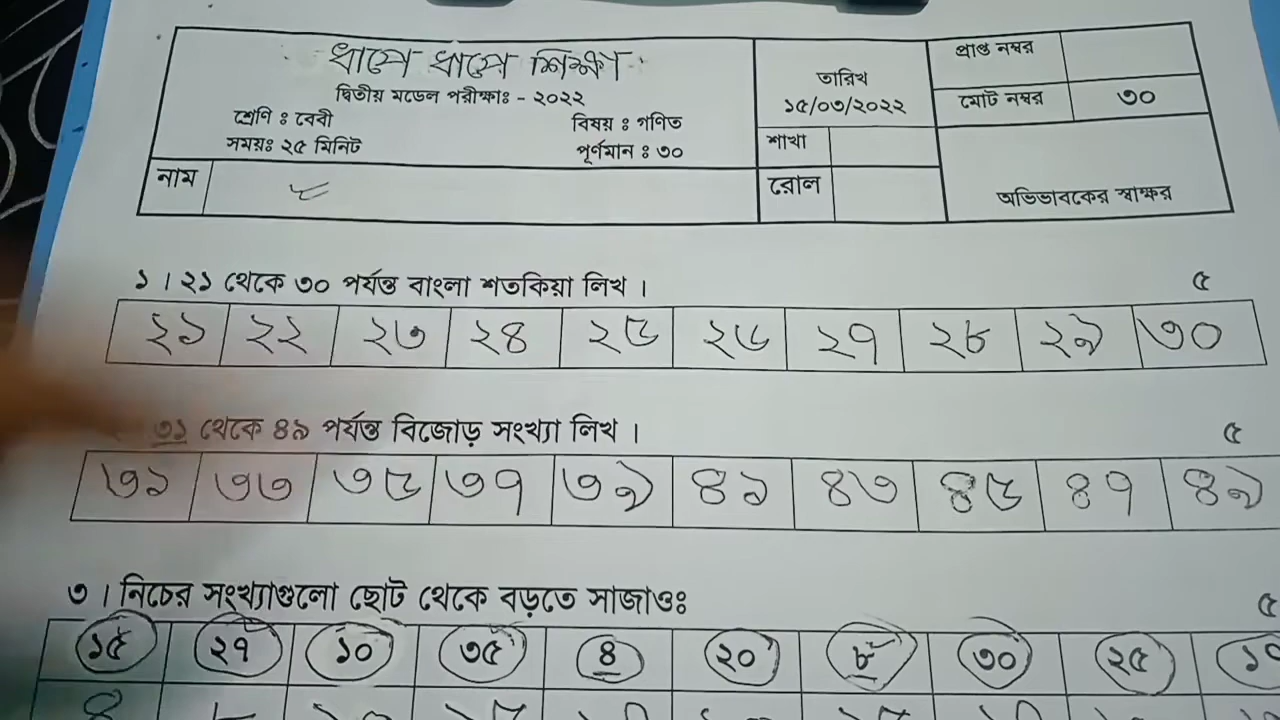 ধাপে ধাপে শিক্ষা
দ্বিতীয় মডেল পরীক্ষাঃ - ২০২২
শ্রেণি ঃ বেবী
বিষয় ঃ গণিত
সময়ঃ ২৫ মিনিট
পূর্ণমান ঃ ৩০
নাম
তারিখ
১৫/০৩/২০২২
শাখা
রোল
প্রাপ্ত নম্বর
মোট নম্বর ৩০
অভিভাবকের স্বাক্ষর
১ । ২১ থেকে ৩০ পর্যন্ত বাংলা শতকিয়া লিখ । ৫
২১ ২২ ২৩ ২৪ ২৫ ২৬ ২৭ ২৮ ২৯ ৩০
৩১ থেকে ৪৯ পর্যন্ত বিজোড় সংখ্যা লিখ । ৫
৩১ ৩৩ ৩৫ ৩৭ ৩৯ ৪১ ৪৩ ৪৫ ৪৭ ৪৯
৩ । নিচের সংখ্যাগুলো ছোট থেকে বড়তে সাজাওঃ ৫
১৫ ২৭ ১০ ৩৫ ৪ ২০ ৮ ৩০ ২৫
৪